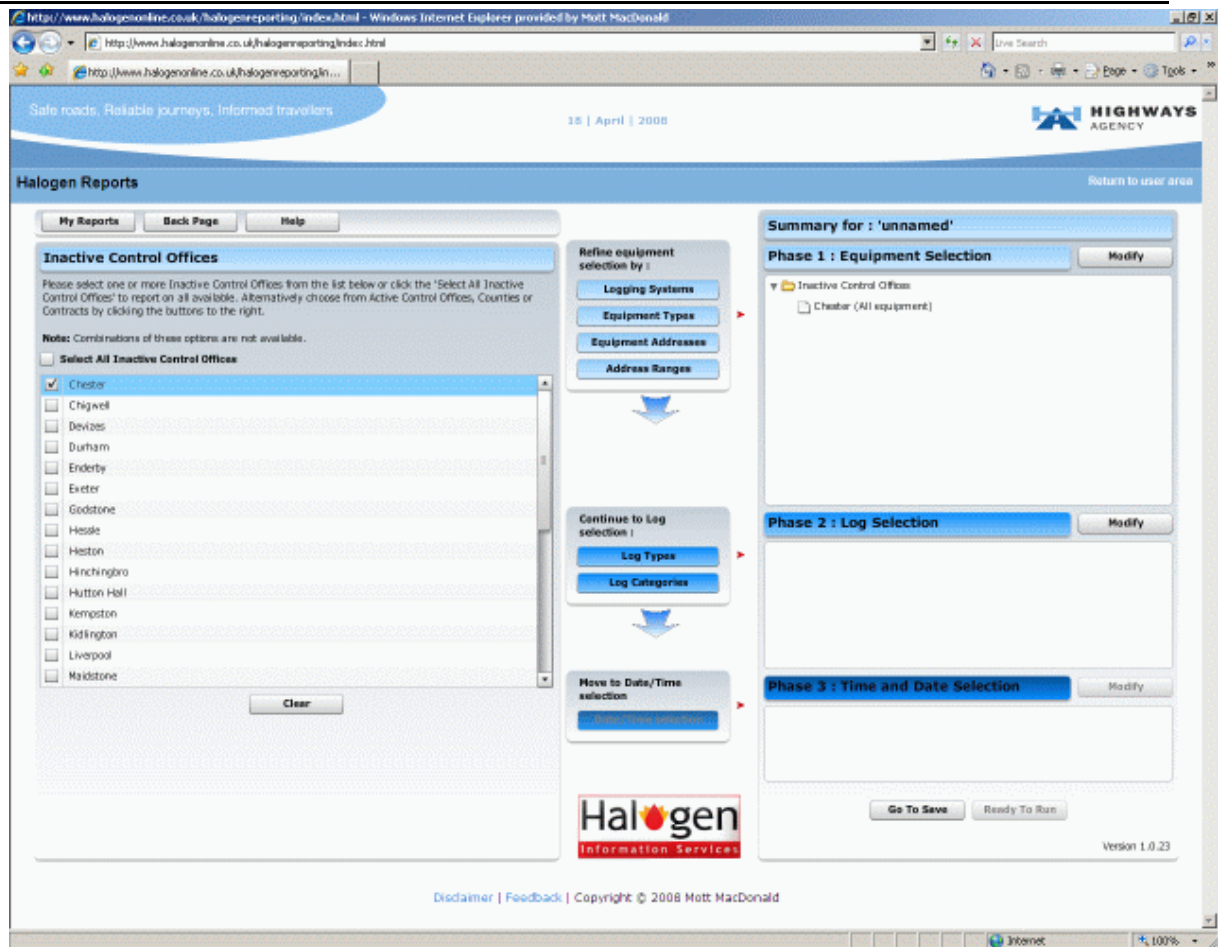 http://www.halogenonline.co.uk/halogenreporting/index.html - Windows Internet Explorer provided by Mott MacDonald
http://www.halogenonline.co.uk/halogenreporting/index.html
Live Search
http://www.halogenonline.co.uk/halogenreporting/in...
Page
Tools
Safe roads, Reliable journeys, Informed travellers
18 | April | 2008
HIGHWAYS
AGENCY
Halogen Reports
Return to user area
My Reports
Back Page
Help
Inactive Control Offices
Please select one or more Inactive Control Offices from the list below or click the 'Select All Inactive
Control Offices' to report on all available. Alternatively choose from Active Control Offices, Counties or
Contracts by clicking the buttons to the right.
Note: Combinations of these options are not available.
Select All Inactive Control Offices
Chester
Chigwell
Devizes
Durham
Enderby
Exeter
Godstone
Hessle
Heston
Hinchingbro
Hutton Hall
Kempston
Kidlington
Liverpool
Maidstone
Clear
Refine equipment
selection by :
Logging Systems
Equipment Types
Equipment Addresses
Address Ranges
Continue to Log
selection :
Log Types
Log Categories
Move to Date/Time
selection
Date/Time selection
Halogen
Information Services
Summary for : 'unnamed'
Phase 1 : Equipment Selection
Modify
Inactive Control Offices
Chester (All equipment)
Phase 2 : Log Selection
Modify
Phase 3 : Time and Date Selection
Modify
Go To Save
Ready To Run
Version 1.0.23
Disclaimer | Feedback | Copyright © 2008 Mott MacDonald
Internet
100%